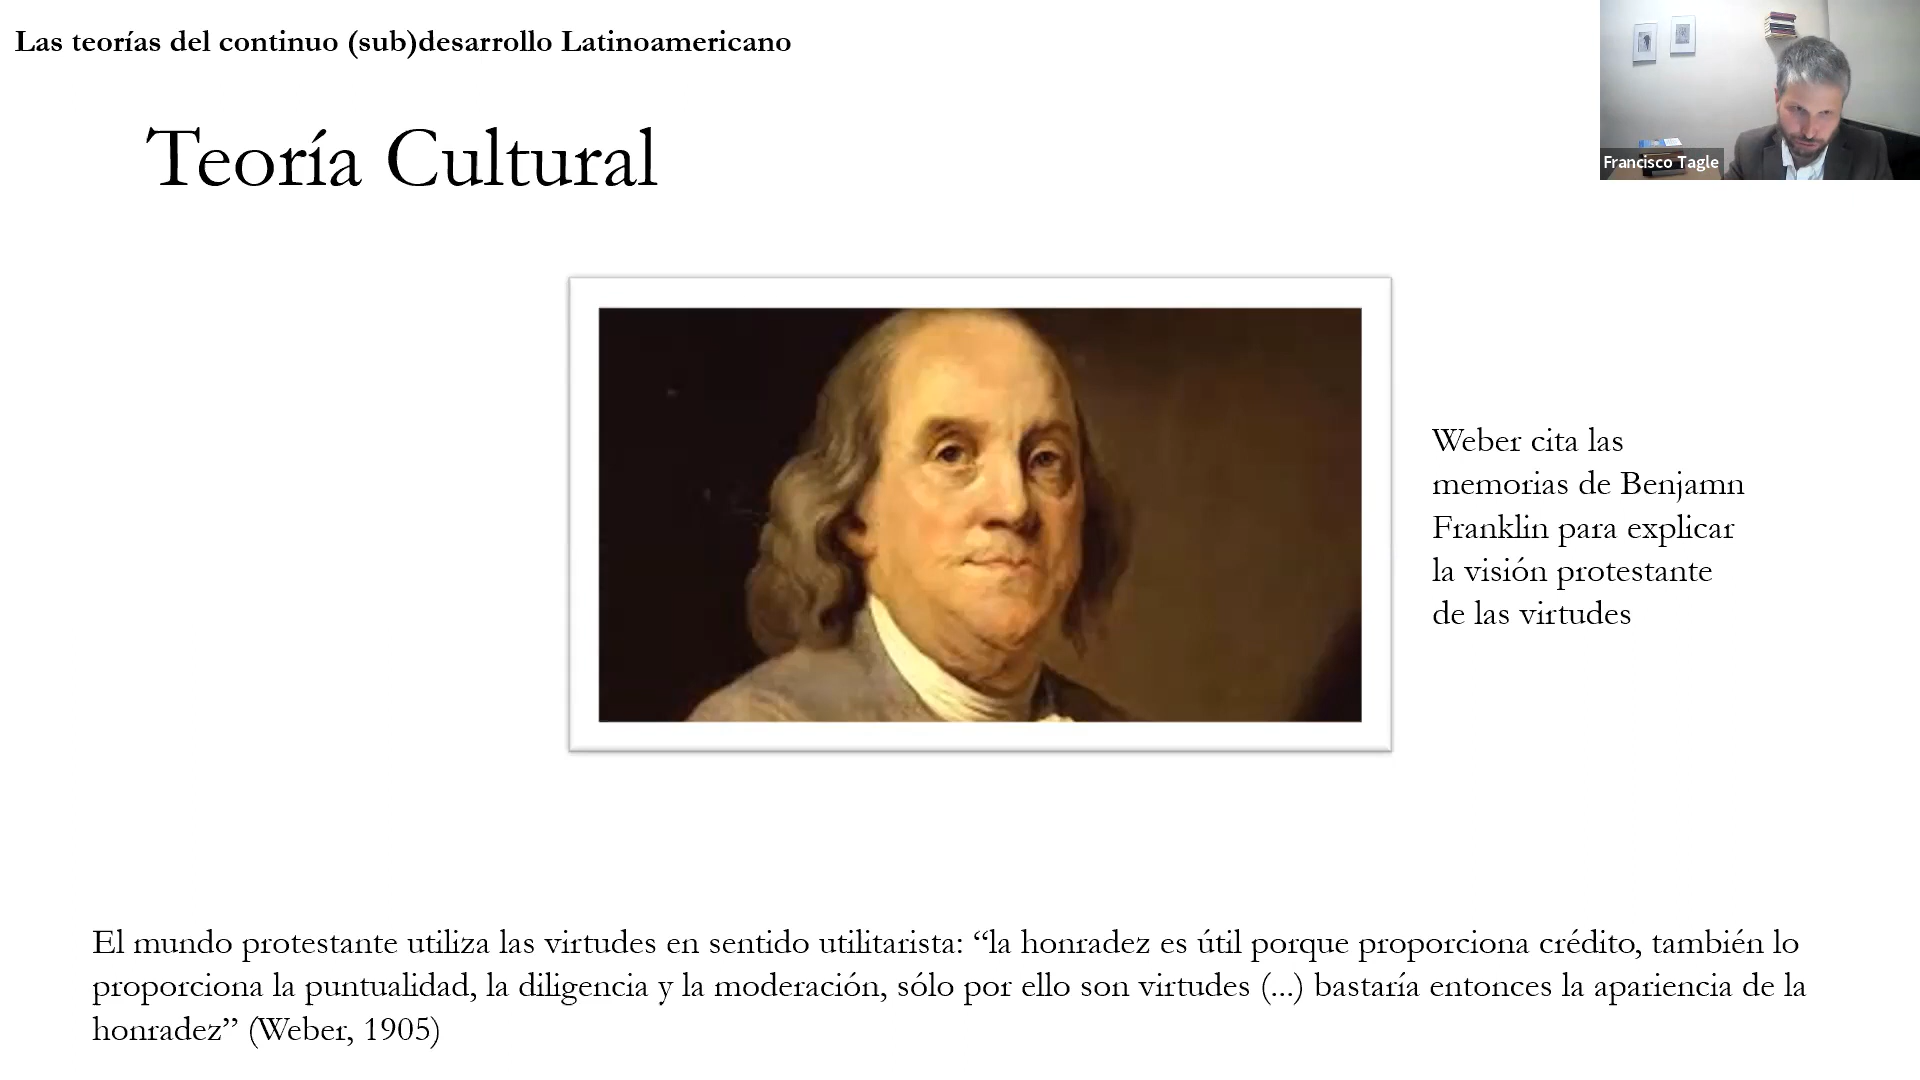 Las teorías del continuo (sub)desarrollo Latinoamericano
Francisco Tagle
Teoría Cultural
Weber cita las
memorias de Benjamn
Franklin para explicar
la visión protestante
de las virtudes
El mundo protestante utiliza las virtudes en sentido utilitarista: “la honradez es útil porque proporciona crédito, también lo
proporciona la puntualidad, la diligencia y la moderación, sólo por ello son virtudes (...) bastaría entonces la apariencia de la
honradez” (Weber, 1905)